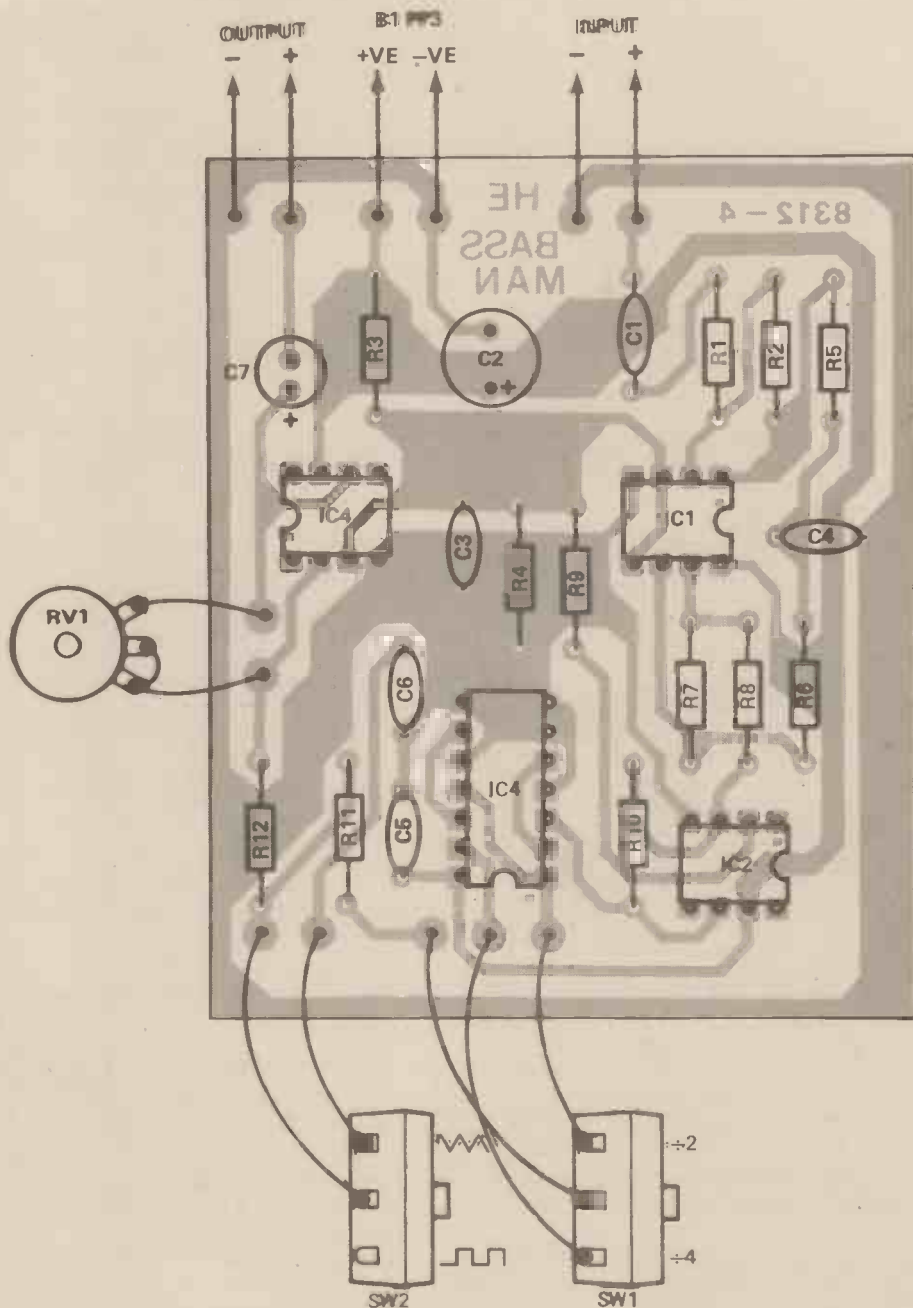 OUTPUT
B1 PP3
INPUT
- +
+VE -VE
- +
HE
BASS
MAN
8312-4
C7
R3
C2
+
C1
R1
R2
R5
+
IC4
C3
R4
R9
IC1
C4
RV1
C6
R7
R8
R6
IC4
R12
R11
C5
R10
IC2
÷2
÷4
SW2
SW1